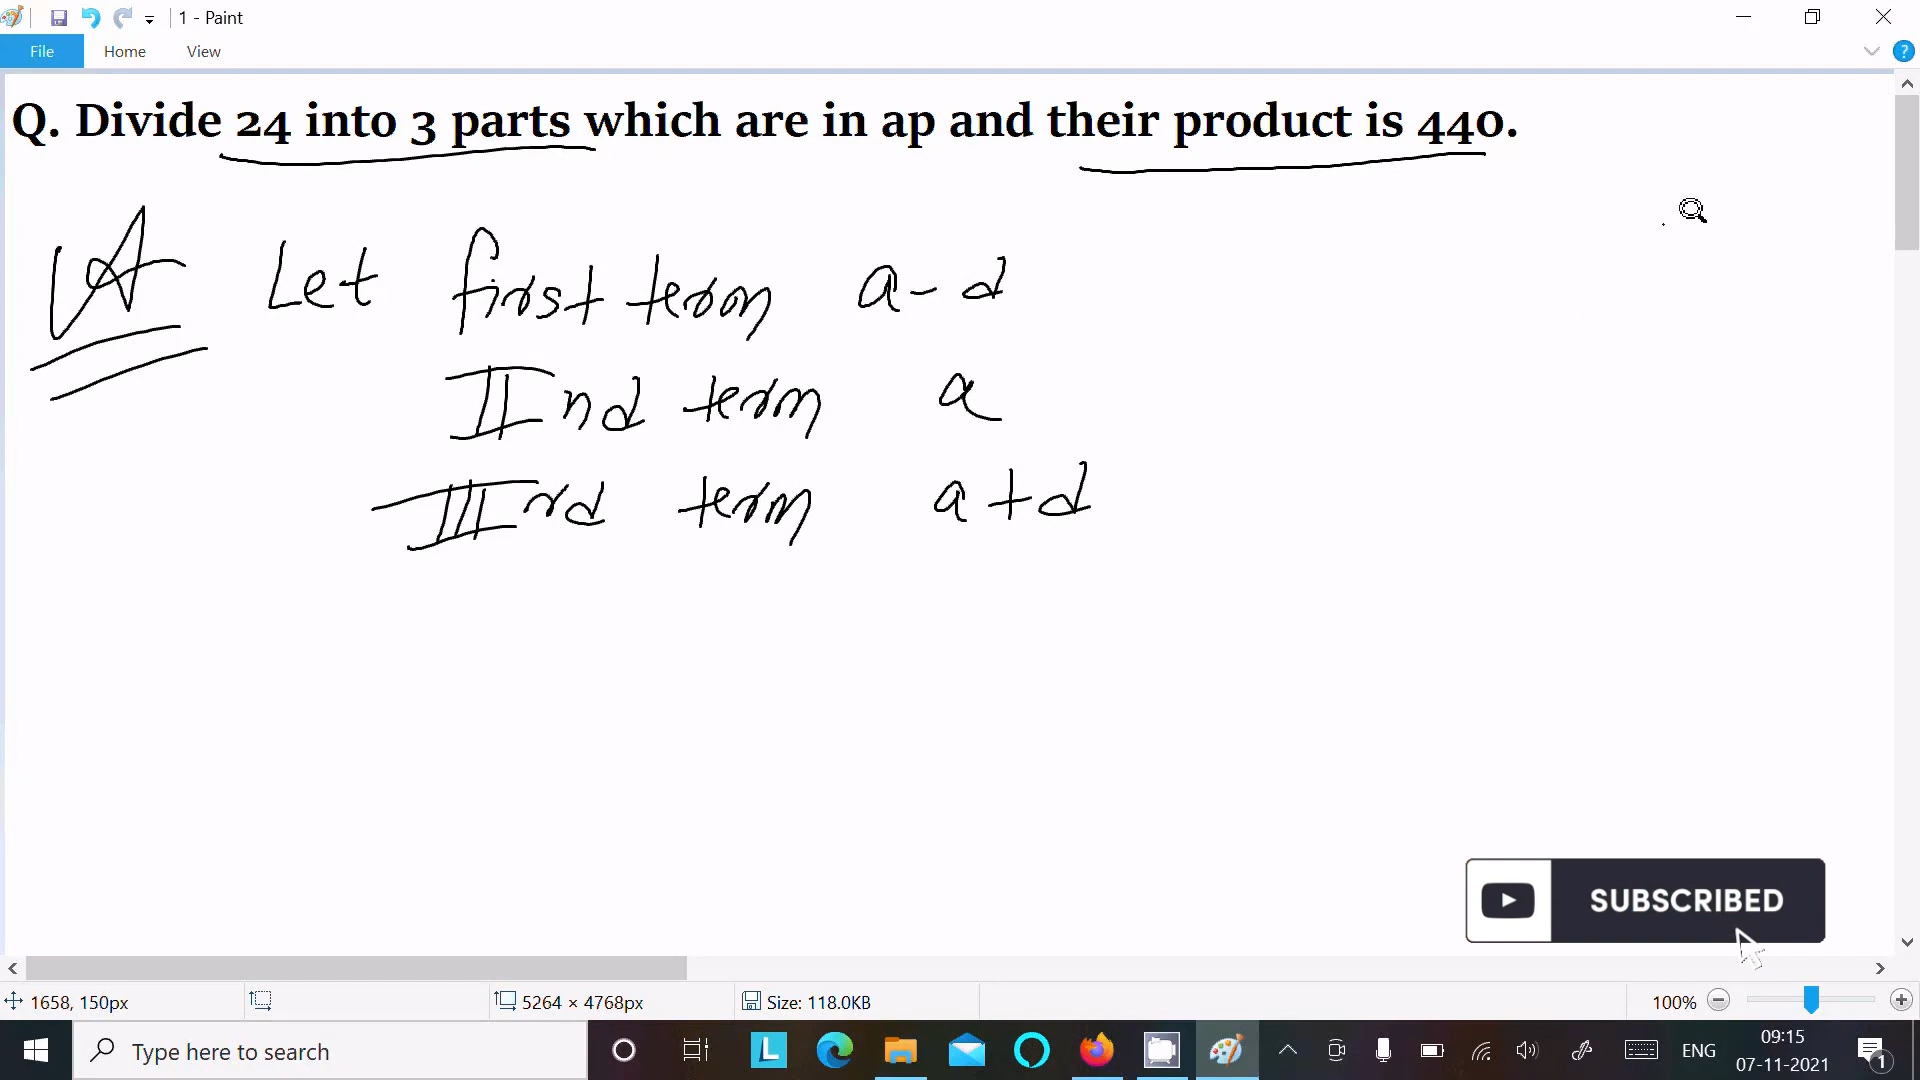 1 - Paint
File Home View
Q. Divide 24 into 3 parts which are in ap and their product is 440.
A Let first term a - d
IInd term a
IIIrd term a + d
SUBSCRIBED
1658, 150px 5264 × 4768px Size: 118.0KB 100%
Type here to search L ENG 09:15
07-11-2021 1